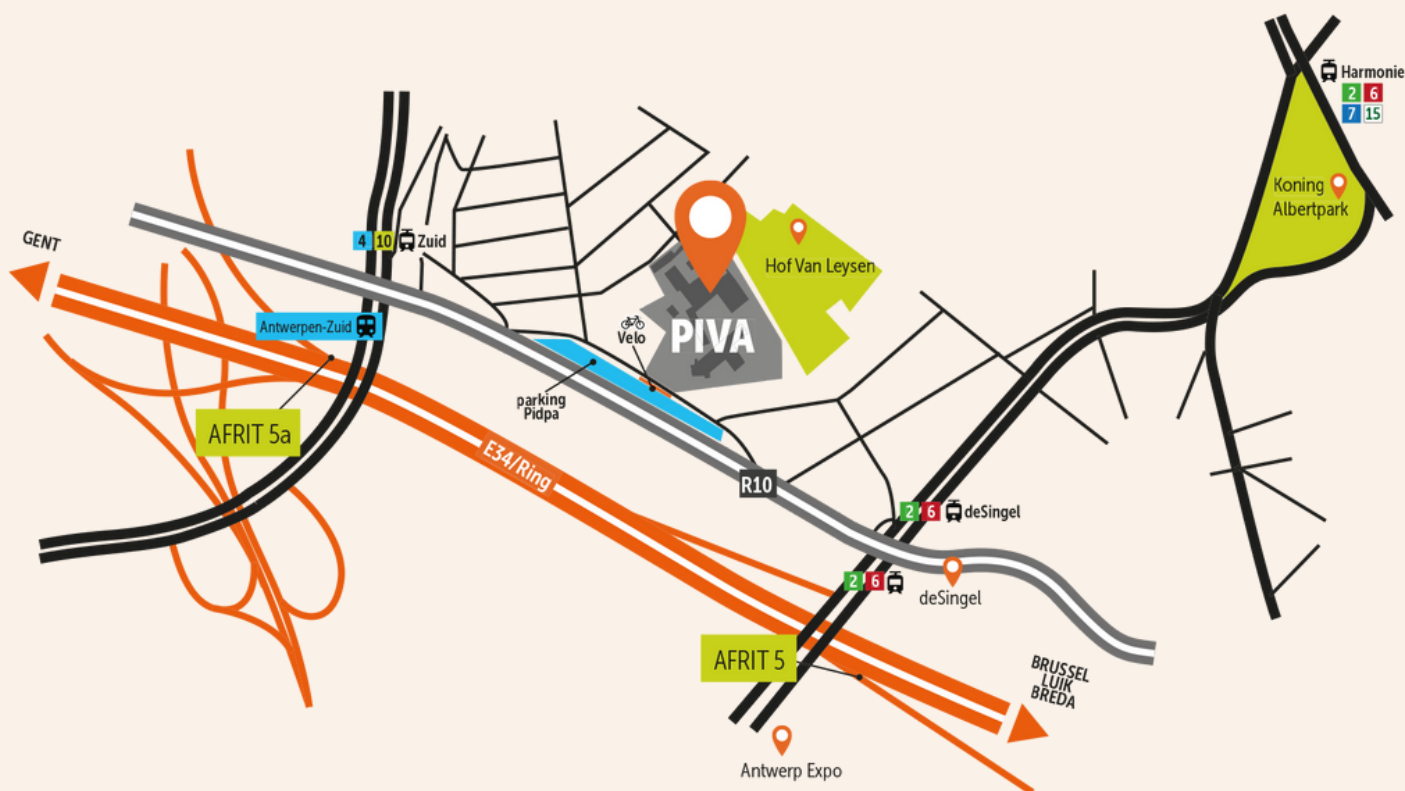 Harmonie
2 6
7 15
Koning
Albertpark
GENT
4 10 Zuid
Hof Van Leysen
Antwerpen-Zuid
Velo
PIVA
parking
Pidpa
AFRIT 5a
E34/Ring
R10
2 6 deSingel
2 6
deSingel
AFRIT 5
BRUSSEL
LUIK
BREDA
Antwerp Expo